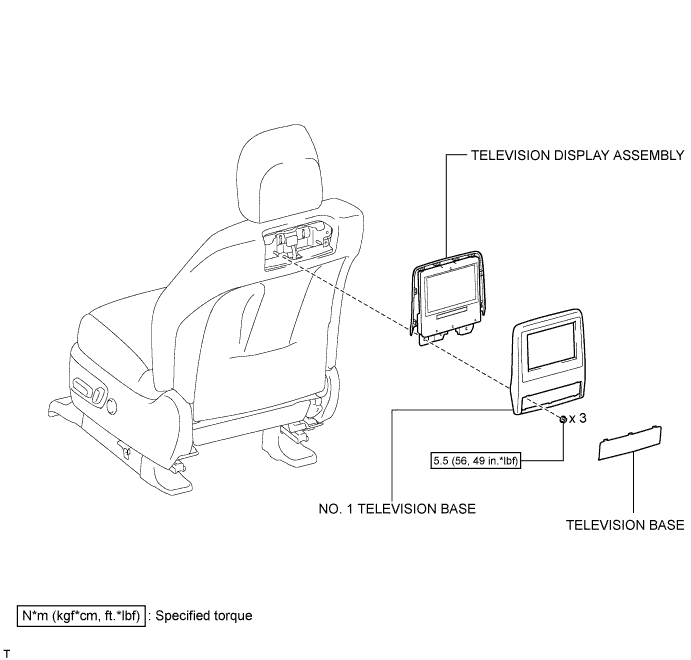 TELEVISION DISPLAY ASSEMBLY
x 3
5.5 (56, 49 in.*lbf)
NO. 1 TELEVISION BASE
TELEVISION BASE
N*m (kgf*cm, ft.*lbf) : Specified torque
T